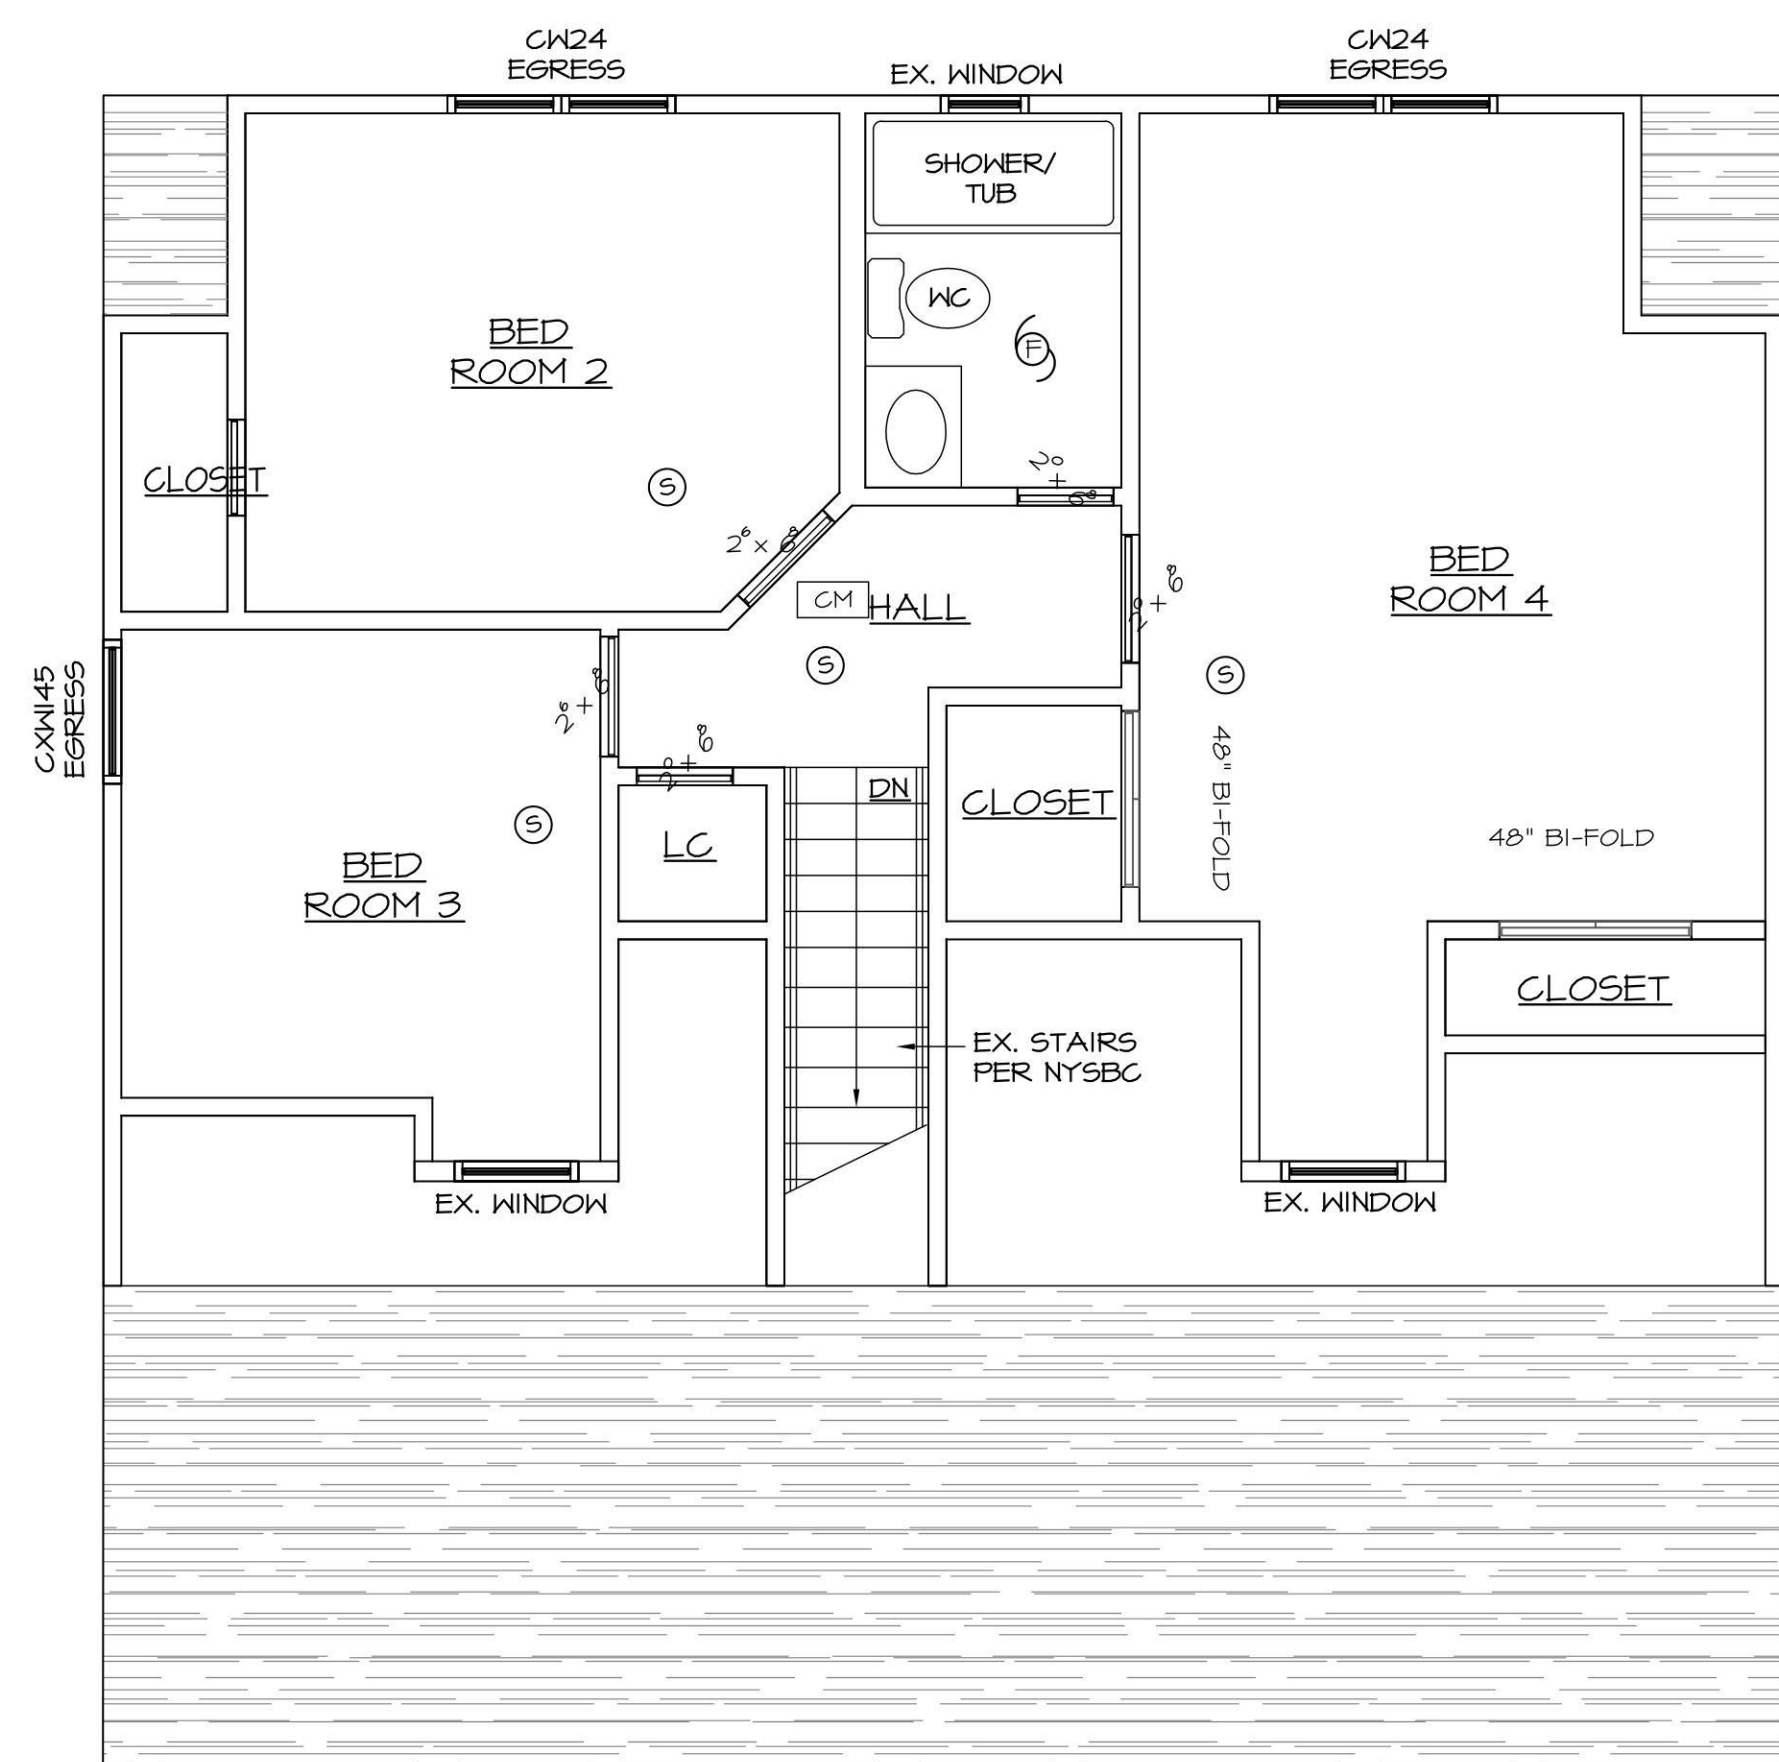 CW24
EGRESS
EX. WINDOW
CW24
EGRESS
SHOWER/
TUB
WC
F
BED
ROOM 2
CLOSET
S
2⁰ + 6⁸
2⁶ x 6⁸
CM
HALL
2⁸ + 6⁸
BED
ROOM 4
S
S
CXW145
EGRESS
2⁶ + 6⁸
2⁰ + 6⁸
DN
CLOSET
48" BI-FOLD
48" BI-FOLD
S
LC
BED
ROOM 3
CLOSET
EX. STAIRS
PER NYSBC
EX. WINDOW
EX. WINDOW